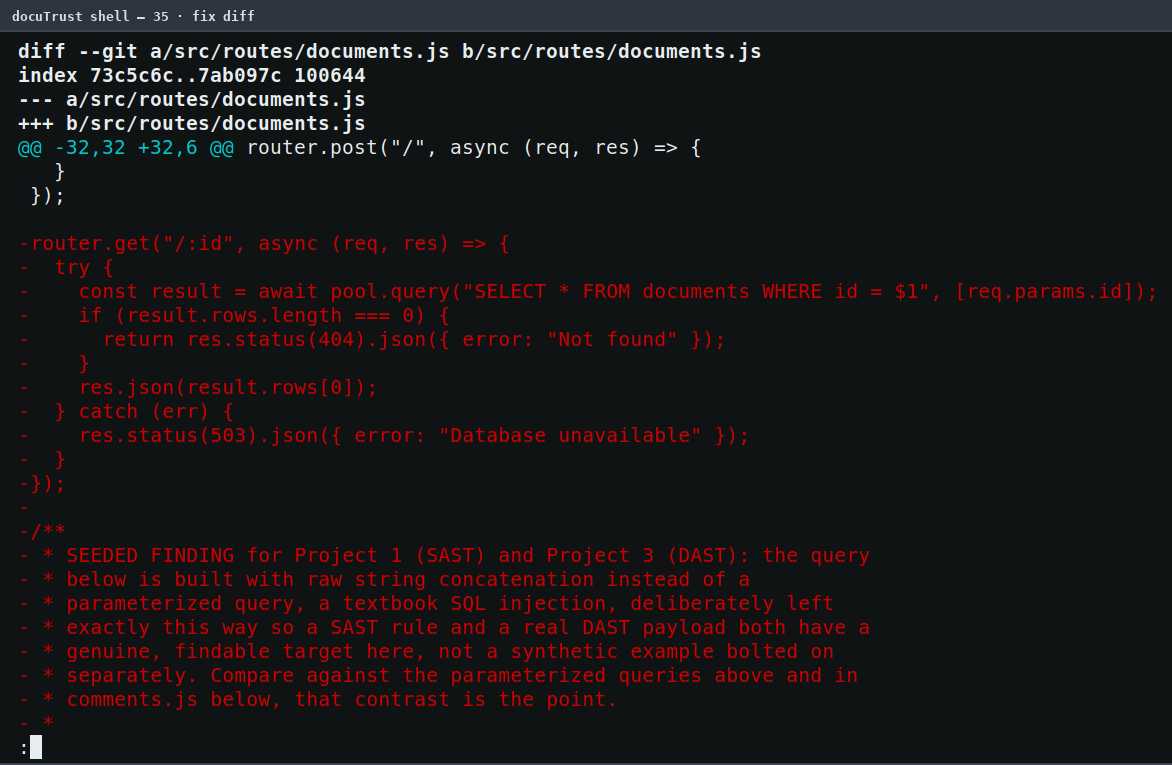 docuTrust shell — 35 · fix diff
diff --git a/src/routes/documents.js b/src/routes/documents.js
index 73c5c6c..7ab097c 100644
--- a/src/routes/documents.js
+++ b/src/routes/documents.js
@@ -32,32 +32,6 @@ router.post("/", async (req, res) => {
   }
 });

-router.get("/:id", async (req, res) => {
-  try {
-    const result = await pool.query("SELECT * FROM documents WHERE id = $1", [req.params.id]);
-    if (result.rows.length === 0) {
-      return res.status(404).json({ error: "Not found" });
-    }
-    res.json(result.rows[0]);
-  } catch (err) {
-    res.status(503).json({ error: "Database unavailable" });
-  }
-});
-
-/**
- * SEEDED FINDING for Project 1 (SAST) and Project 3 (DAST): the query
- * below is built with raw string concatenation instead of a
- * parameterized query, a textbook SQL injection, deliberately left
- * exactly this way so a SAST rule and a real DAST payload both have a
- * genuine, findable target here, not a synthetic example bolted on
- * separately. Compare against the parameterized queries above and in
- * comments.js below, that contrast is the point.
- *
: